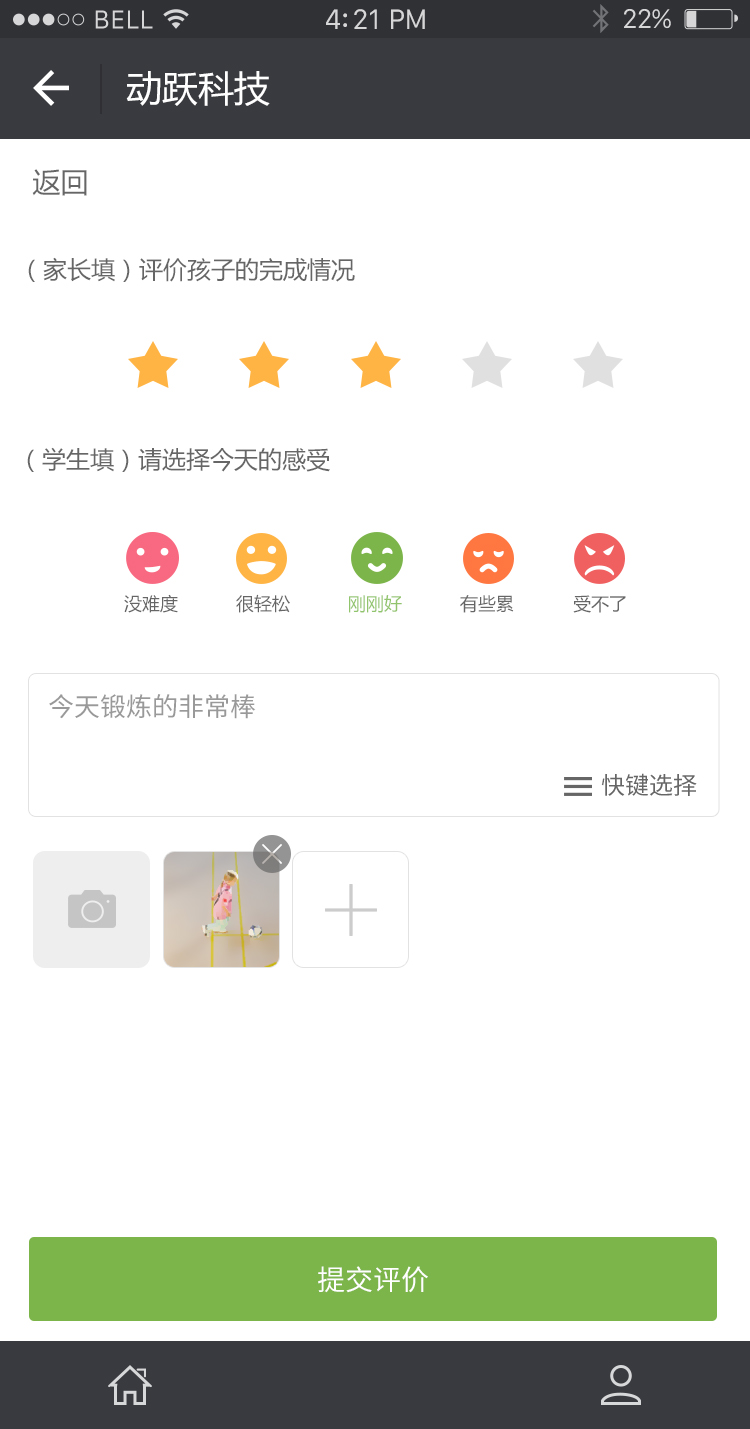 BELL 4:21 PM 22%
动跃科技
返回
（家长填）评价孩子的完成情况
（学生填）请选择今天的感受
没难度 很轻松 刚刚好 有些累 受不了
今天锻炼的非常棒
快键选择
提交评价